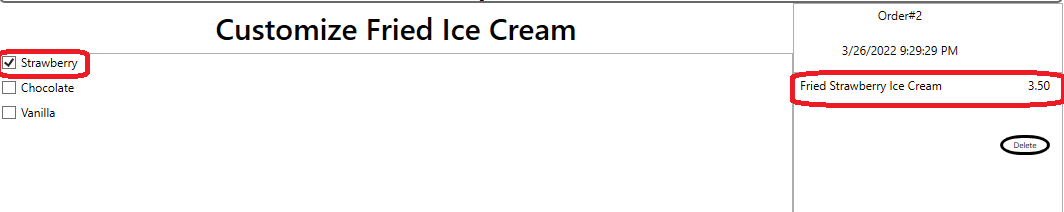 Customize Fried Ice Cream
Strawberry
Chocolate
Vanilla
Order#2
3/26/2022 9:29:29 PM
Fried Strawberry Ice Cream 3.50
Delete